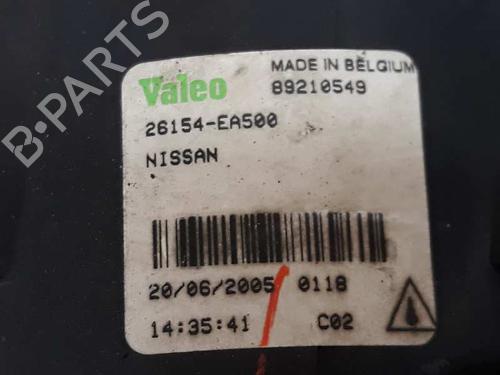 B-PARTS
Valeo
MADE IN BELGIUM
89210549
26154-EA500
NISSAN
20/06/2005 0118
14:35:41 C02